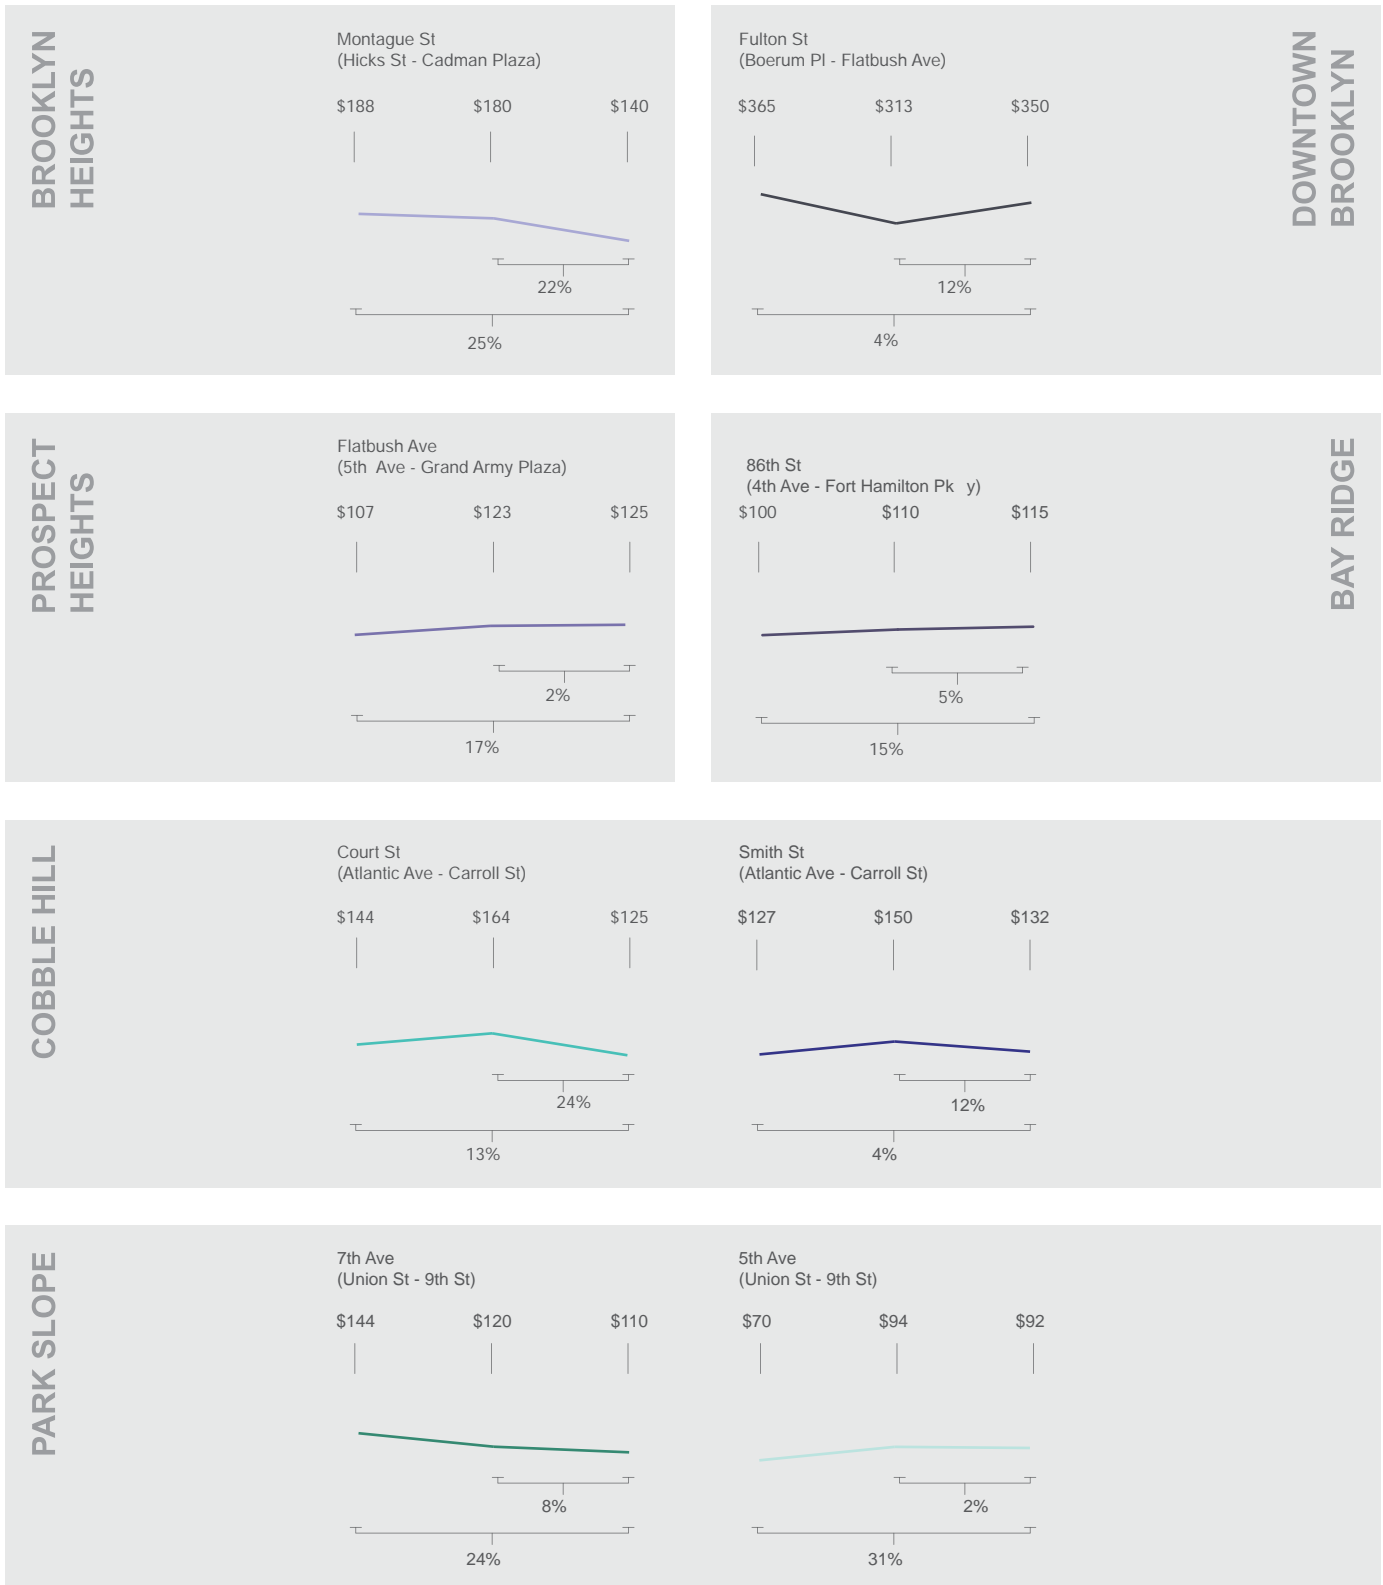 BROOKLYN
HEIGHTS
Montague St
(Hicks St - Cadman Plaza)
$188 $180 $140
22%
25%
Fulton St
(Boerum Pl - Flatbush Ave)
$365 $313 $350
12%
4%
DOWNTOWN
BROOKLYN
PROSPECT
HEIGHTS
Flatbush Ave
(5th Ave - Grand Army Plaza)
$107 $123 $125
2%
17%
86th St
(4th Ave - Fort Hamilton Pk y)
$100 $110 $115
5%
15%
BAY RIDGE
COBBLE HILL
Court St
(Atlantic Ave - Carroll St)
$144 $164 $125
24%
13%
Smith St
(Atlantic Ave - Carroll St)
$127 $150 $132
12%
4%
PARK SLOPE
7th Ave
(Union St - 9th St)
$144 $120 $110
8%
24%
5th Ave
(Union St - 9th St)
$70 $94 $92
2%
31%